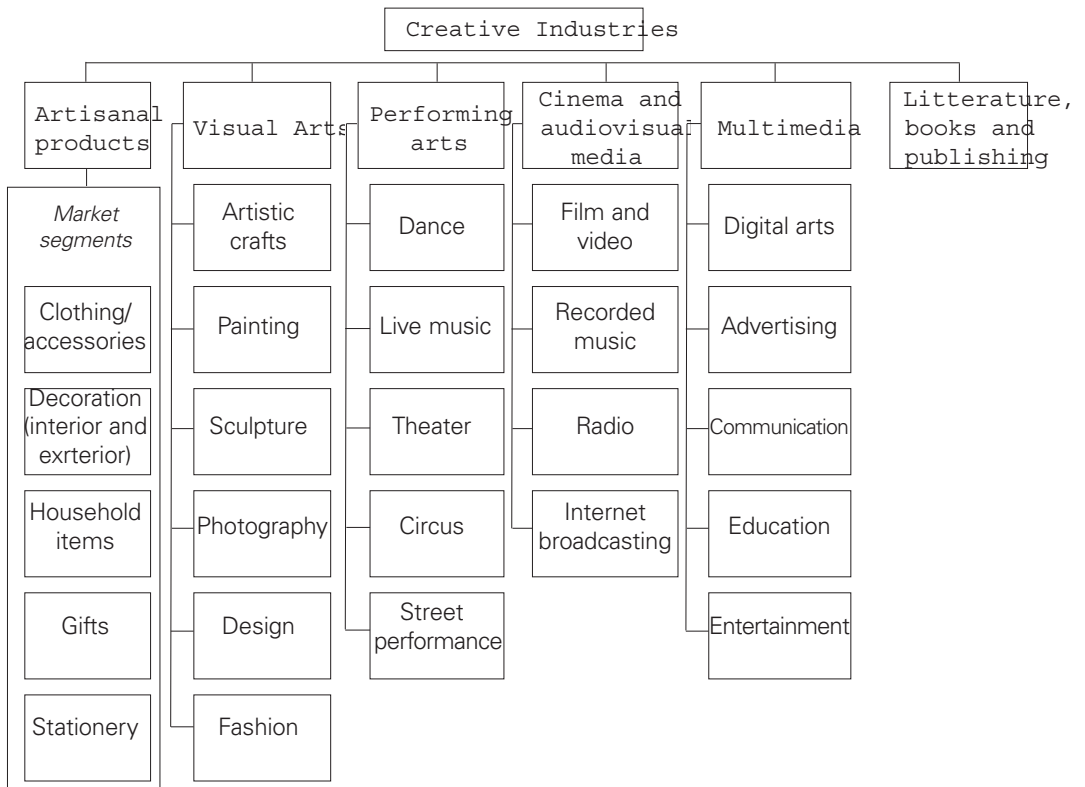 Creative Industries
Artisanal
products
Visual Arts
Performing
arts
Cinema and
audiovisual
media
Multimedia
Litterature,
books and
publishing
Market
segments
Clothing/
accessories
Decoration
(interior and
exrterior)
Household
items
Gifts
Stationery
Artistic
crafts
Painting
Sculpture
Photography
Design
Fashion
Dance
Live music
Theater
Circus
Street
performance
Film and
video
Recorded
music
Radio
Internet
broadcasting
Digital arts
Advertising
Communication
Education
Entertainment